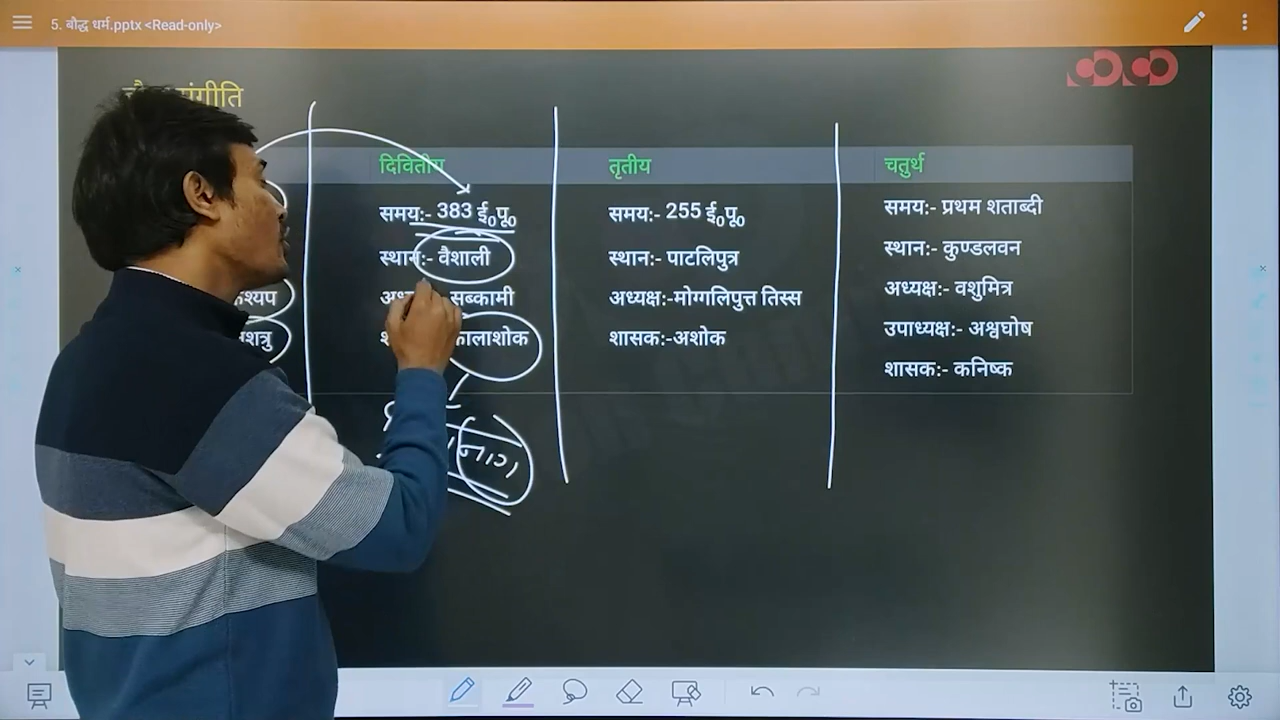 5. बौद्ध धर्म.pptx <Read-only>
संगीति
दिवितीय
तृतीय
चतुर्थ
समय:- 383 ई0पू0
समय:- 255 ई0पू0
समय:- प्रथम शताब्दी
स्थान:- वैशाली
स्थान:- पाटलिपुत्र
स्थान:- कुण्डलवन
सब्कामी
अध्यक्ष:-मोग्गलिपुत्त तिस्स
अध्यक्ष:- वशुमित्र
कालाशोक
शासक:-अशोक
उपाध्यक्ष:- अश्वघोष
शासक:- कनिष्क
नाग